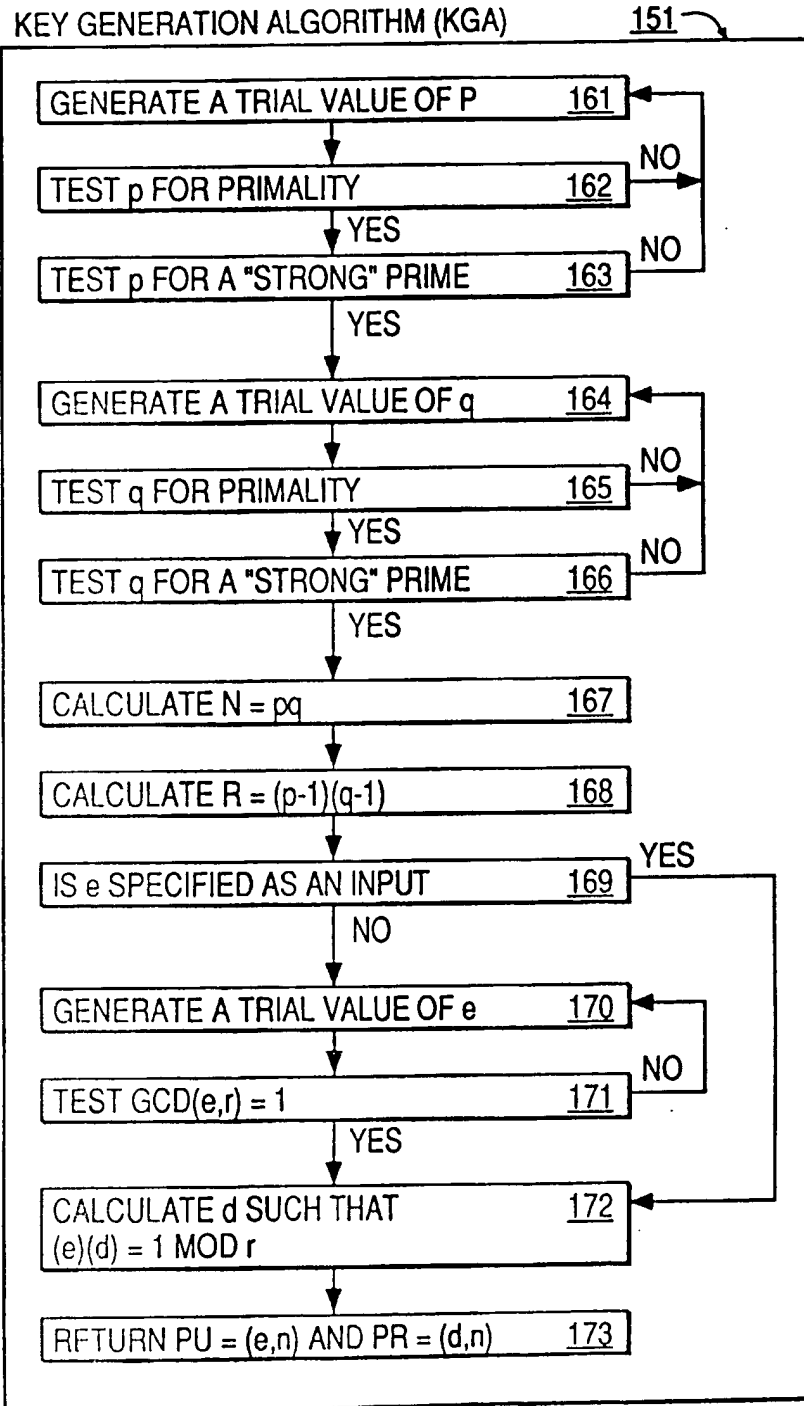 KEY GENERATION ALGORITHM (KGA) 151
GENERATE A TRIAL VALUE OF P 161
NO
TEST p FOR PRIMALITY 162
YES
NO
TEST p FOR A "STRONG" PRIME 163
YES
GENERATE A TRIAL VALUE OF q 164
NO
TEST q FOR PRIMALITY 165
YES
NO
TEST q FOR A "STRONG" PRIME 166
YES
CALCULATE N = pq 167
CALCULATE R = (p-1)(q-1) 168
YES
IS e SPECIFIED AS AN INPUT 169
NO
GENERATE A TRIAL VALUE OF e 170
NO
TEST GCD(e,r) = 1 171
YES
CALCULATE d SUCH THAT 172
(e)(d) = 1 MOD r
RETURN PU = (e,n) AND PR = (d,n) 173